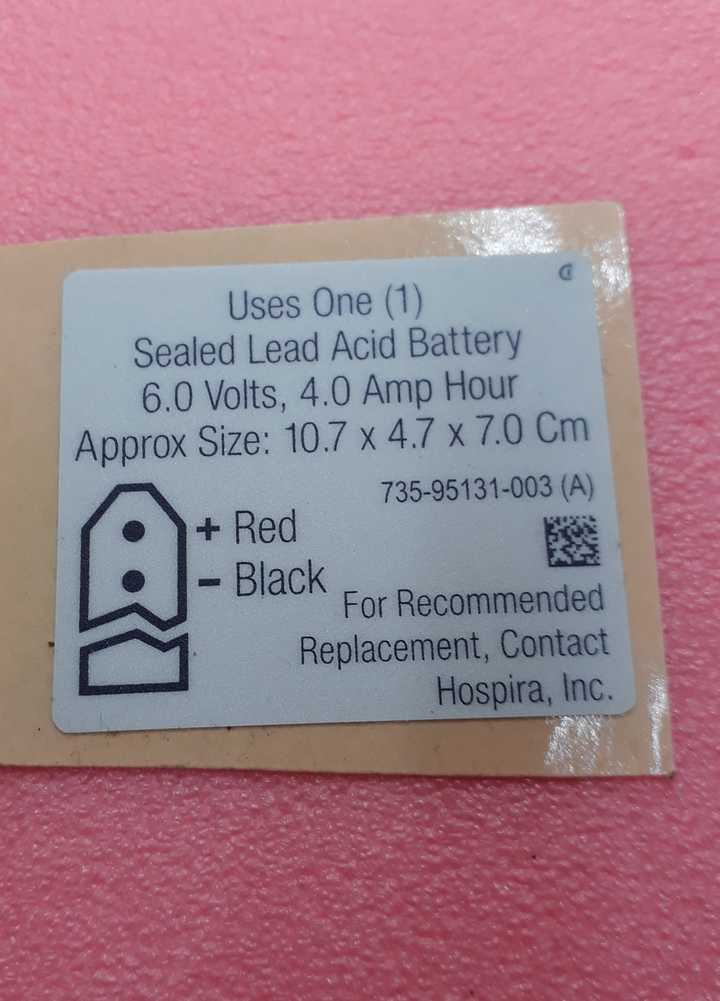 Uses One (1)
Sealed Lead Acid Battery
6.0 Volts, 4.0 Amp Hour
Approx Size: 10.7 x 4.7 x 7.0 Cm
735-95131-003 (A)
+ Red
– Black
For Recommended
Replacement, Contact
Hospira, Inc.